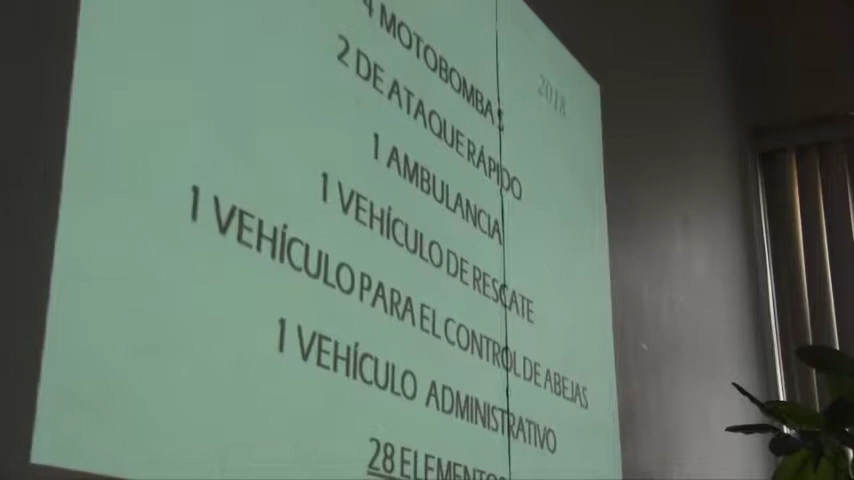 4 MOTOBOMBAS
2018
2 DE ATAQUE RÁPIDO
1 AMBULANCIA
1 VEHÍCULO DE RESCATE
1 VEHÍCULO PARA EL CONTROL DE ABEJAS
1 VEHÍCULO ADMINISTRATIVO
28 ELEMENTOS